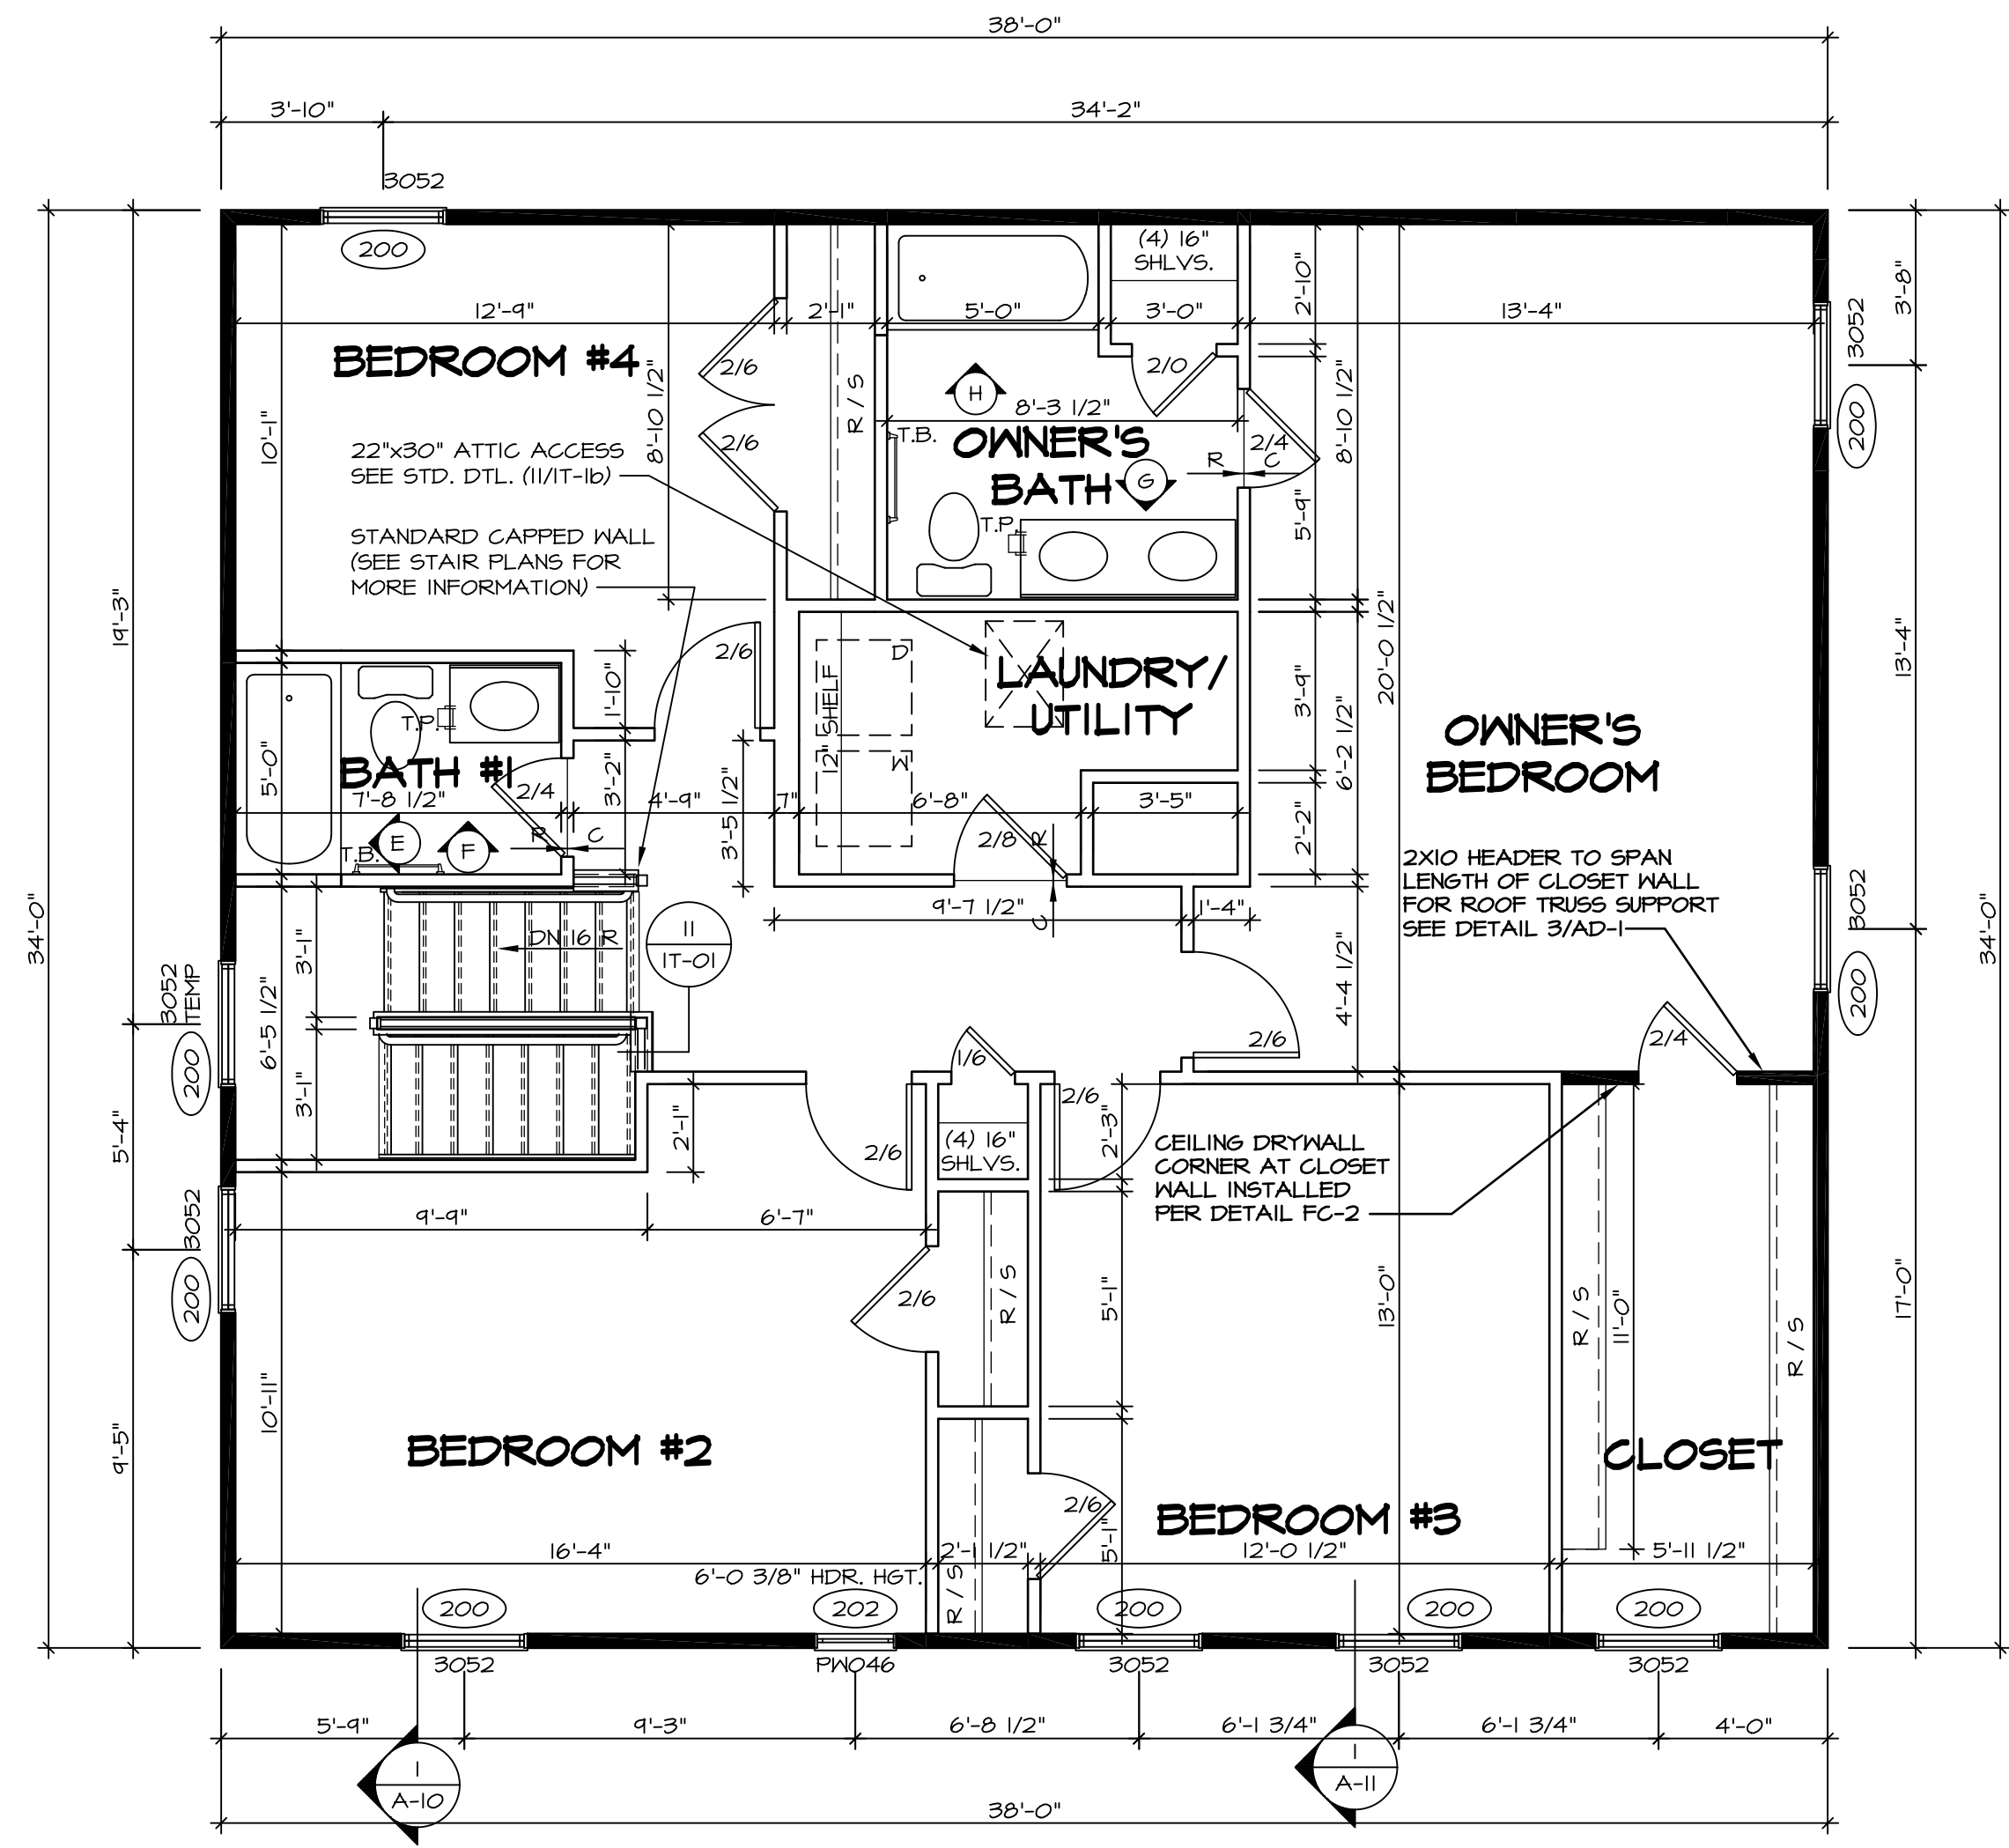 38'-0"
3'-10"
34'-2"
3052
200
(4) 16"
SHLVS.
2'-10"
3'-8"
12'-9"
2'-1"
5'-0"
3'-0"
13'-4"
3052
BEDROOM #4
2/6
2/0
R / S
H
8'-3 1/2"
10'-1"
8'-10 1/2"
8'-10 1/2"
200
22"x30" ATTIC ACCESS
SEE STD. DTL. (11/IT-1b)
2/6
T.B.
OWNER'S
BATH
2/4
R
C
G
5'-9"
STANDARD CAPPED WALL
(SEE STAIR PLANS FOR
MORE INFORMATION)
T.P.
19'-3"
20'-0 1/2"
13'-4"
2/6
D
LAUNDRY/
UTILITY
12" SHELF
W
1'-10"
3'-9"
6'-2 1/2"
OWNER'S
BEDROOM
T.P.
BATH #1
5'-0"
2/4
3'-2"
7'-8 1/2"
4'-9"
7"
6'-8"
3'-5"
3'-5 1/2"
2'-2"
E
F
T.B.
R
C
2/8
R
C
2X10 HEADER TO SPAN
LENGTH OF CLOSET WALL
FOR ROOF TRUSS SUPPORT
SEE DETAIL 3/AD-1
3052
34'-0"
34'-0"
9'-7 1/2"
1'-4"
DN 16 R
11
IT-01
3'-1"
3052
TEMP
6'-5 1/2"
4'-4 1/2"
200
200
3'-1"
1/6
2/6
2/4
2/6
2'-1"
2/6
(4) 16"
SHLVS.
2'-3"
CEILING DRYWALL
CORNER AT CLOSET
WALL INSTALLED
PER DETAIL FC-2
5'-4"
3052
200
9'-9"
6'-7"
2/6
R / S
5'-1"
13'-0"
R / S
11'-0"
R / S
17'-0"
10'-11"
9'-5"
BEDROOM #2
CLOSET
2/6
BEDROOM #3
5'-1"
16'-4"
2'-1 1/2"
12'-0 1/2"
5'-11 1/2"
6'-0 3/8" HDR. HGT.
R / S
200
202
200
200
200
3052
PW046
3052
3052
3052
5'-9"
9'-3"
6'-8 1/2"
6'-1 3/4"
6'-1 3/4"
4'-0"
1
A-10
1
A-11
38'-0"